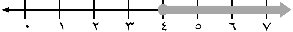 ٠ ١ ٢ ٣ ٤ ٥ ٦ ٧